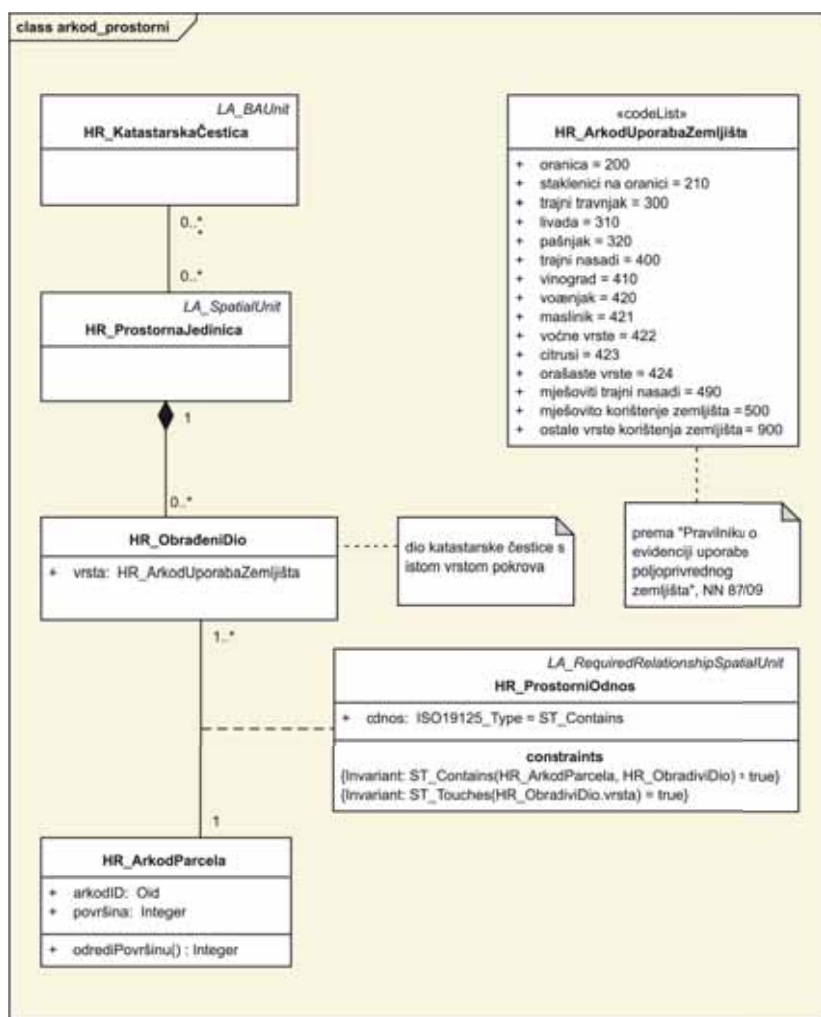 class arkod_prostorni
LA_BAUnit
HR_KatastarskaČestica
0..*
*
0..*
LA_SpatialUnit
HR_ProstornaJedinica
1
0..*
HR_ObrađeniDio
+ vrsta: HR_ArkodUporabaZemljišta
dio katastarske čestice s
istom vrstom pokrova
«codeList»
HR_ArkodUporabaZemljišta
+ oranica = 200
+ staklenici na oranici = 210
+ trajni travnjak = 300
+ livada = 310
+ pašnjak = 320
+ trajni nasadi = 400
+ vinograd = 410
+ voænjak = 420
+ maslinik = 421
+ voćne vrste = 422
+ citrusi = 423
+ orašaste vrste = 424
+ mješoviti trajni nasadi = 490
+ mješovito korištenje zemljišta = 500
+ ostale vrste korištenja zemljišta = 900
prema "Pravilniku o
evidenciji uporabe
poljoprivrednog
zemljišta", NN 87/09
1..*
LA_RequiredRelationshipSpatialUnit
HR_ProstorniOdnos
+ odnos: ISO19125_Type = ST_Contains
constraints
{Invariant: ST_Contains(HR_ArkodParcela, HR_ObradiviDio) = true}
{Invariant: ST_Touches(HR_ObradiviDio.vrsta) = true}
1
HR_ArkodParcela
+ arkodID: Oid
+ površina: Integer
+ odrediPovršinu() : Integer